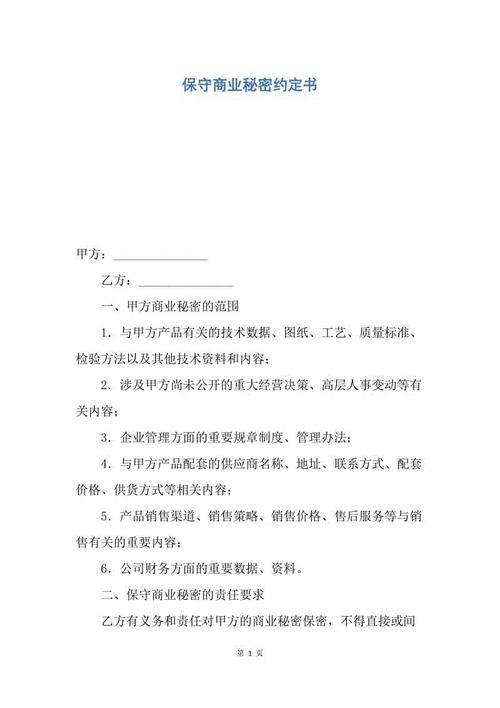 保守商业秘密约定书
甲方：______________
乙方：______________
一、甲方商业秘密的范围
1．与甲方产品有关的技术数据、图纸、工艺、质量标准、
检验方法以及其他技术资料和内容；
2．涉及甲方尚未公开的重大经营决策、高层人事变动等有
关内容；
3．企业管理方面的重要规章制度、管理办法；
4．与甲方产品配套的供应商名称、地址、联系方式、配套
价格、供货方式等相关内容；
5．产品销售渠道、销售策略、销售价格、售后服务等与销
售有关的重要内容；
6．公司财务方面的重要数据、资料。
二、保守商业秘密的责任要求
乙方有义务和责任对甲方的商业秘密保密，不得直接或间
第 1 页